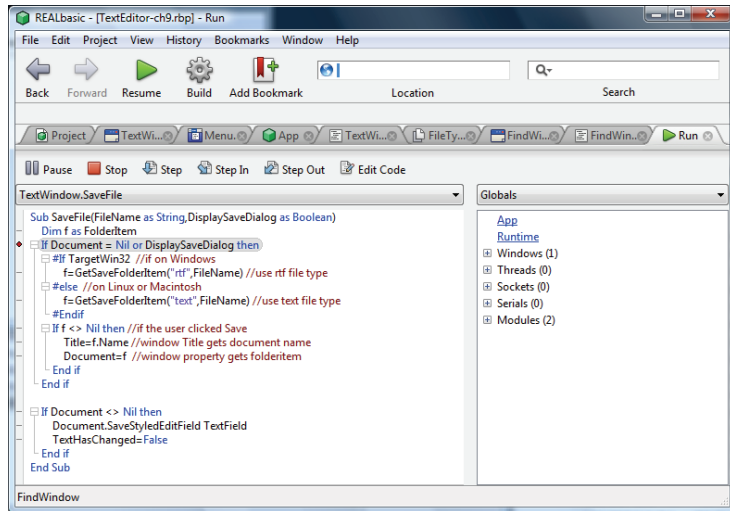 REALbasic - [TextEditor-ch9.rbp] - Run
File Edit Project View History Bookmarks Window Help
Back Forward Resume Build Add Bookmark Location Search
Project TextWi... Menu. App TextWi... FileTy... FindWi... FindWin.. Run
Pause Stop Step Step In Step Out Edit Code
TextWindow.SaveFile
Sub SaveFile(FileName as String,DisplaySaveDialog as Boolean)
Dim f as FolderItem
If Document = Nil or DisplaySaveDialog then
#If TargetWin32 //if on Windows
f=GetSaveFolderItem("rtf",FileName) //use rtf file type
#else //on Linux or Macintosh
f=GetSaveFolderItem("text",FileName) //use text file type
#Endif
If f <> Nil then //if the user clicked Save
Title=f.Name //window Title gets document name
Document=f //window property gets folderitem
End if
End if
If Document <> Nil then
Document.SaveStyledEditField TextField
TextHasChanged=False
End if
End Sub
Globals
App
Runtime
Windows (1)
Threads (0)
Sockets (0)
Serials (0)
Modules (2)
FindWindow